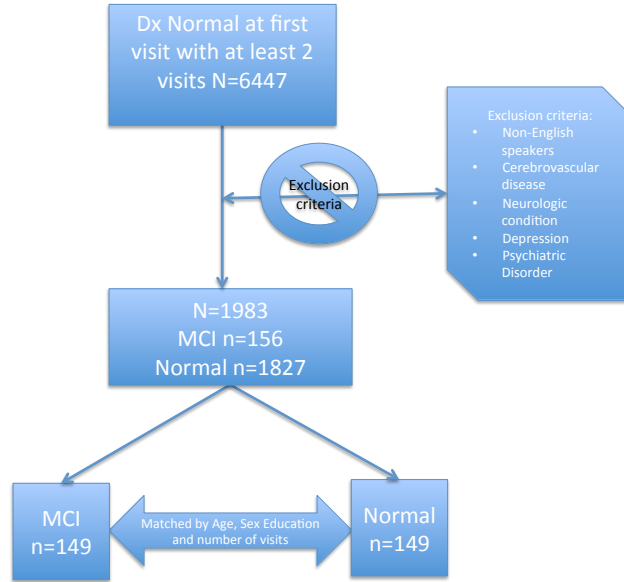 Dx Normal at first
visit with at least 2
visits N=6447
Exclusion criteria:
• Non-English
speakers
• Cerebrovascular
disease
• Neurologic
condition
• Depression
• Psychiatric
Disorder
Exclusion
criteria
N=1983
MCI n=156
Normal n=1827
MCI
n=149
Matched by Age, Sex Education
and number of visits
Normal
n=149